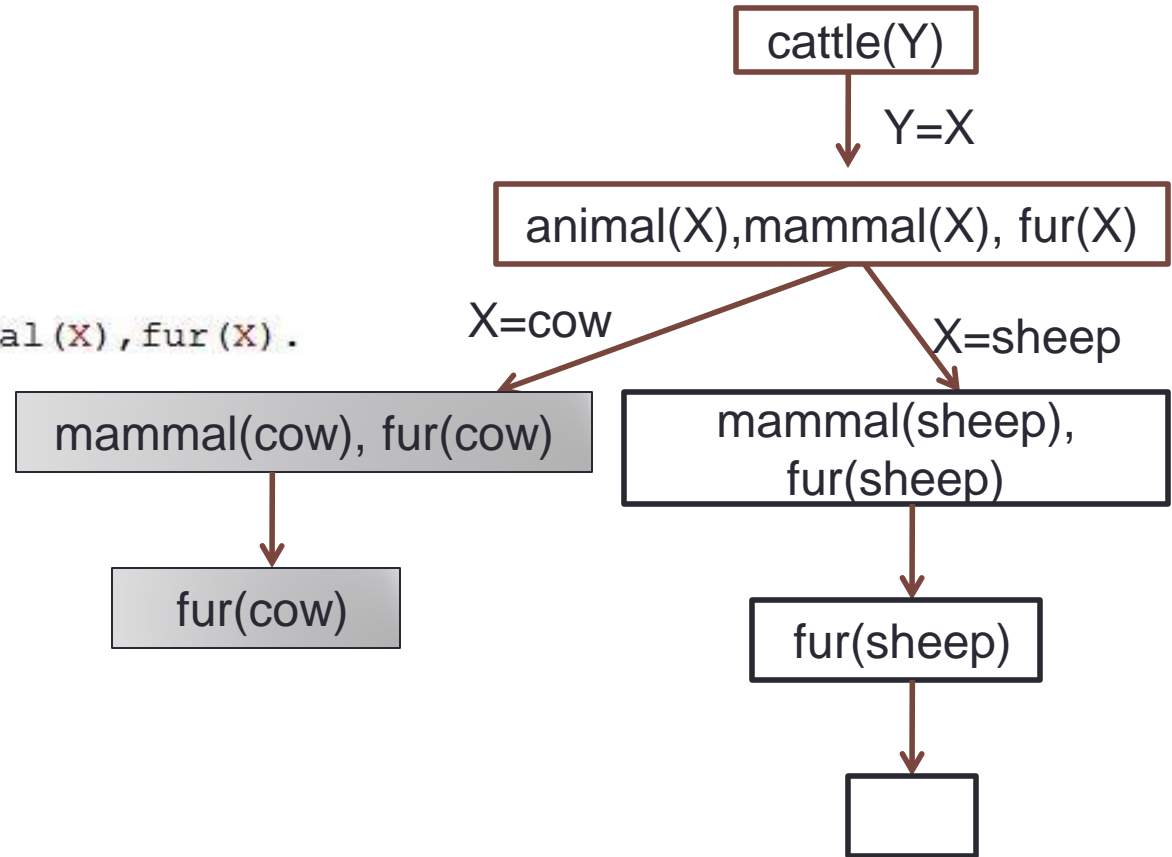 cattle(Y)
Y=X
animal(X),mammal(X), fur(X)
al(X),fur(X).
X=cow
X=sheep
mammal(cow), fur(cow)
mammal(sheep),
fur(sheep)
fur(cow)
fur(sheep)